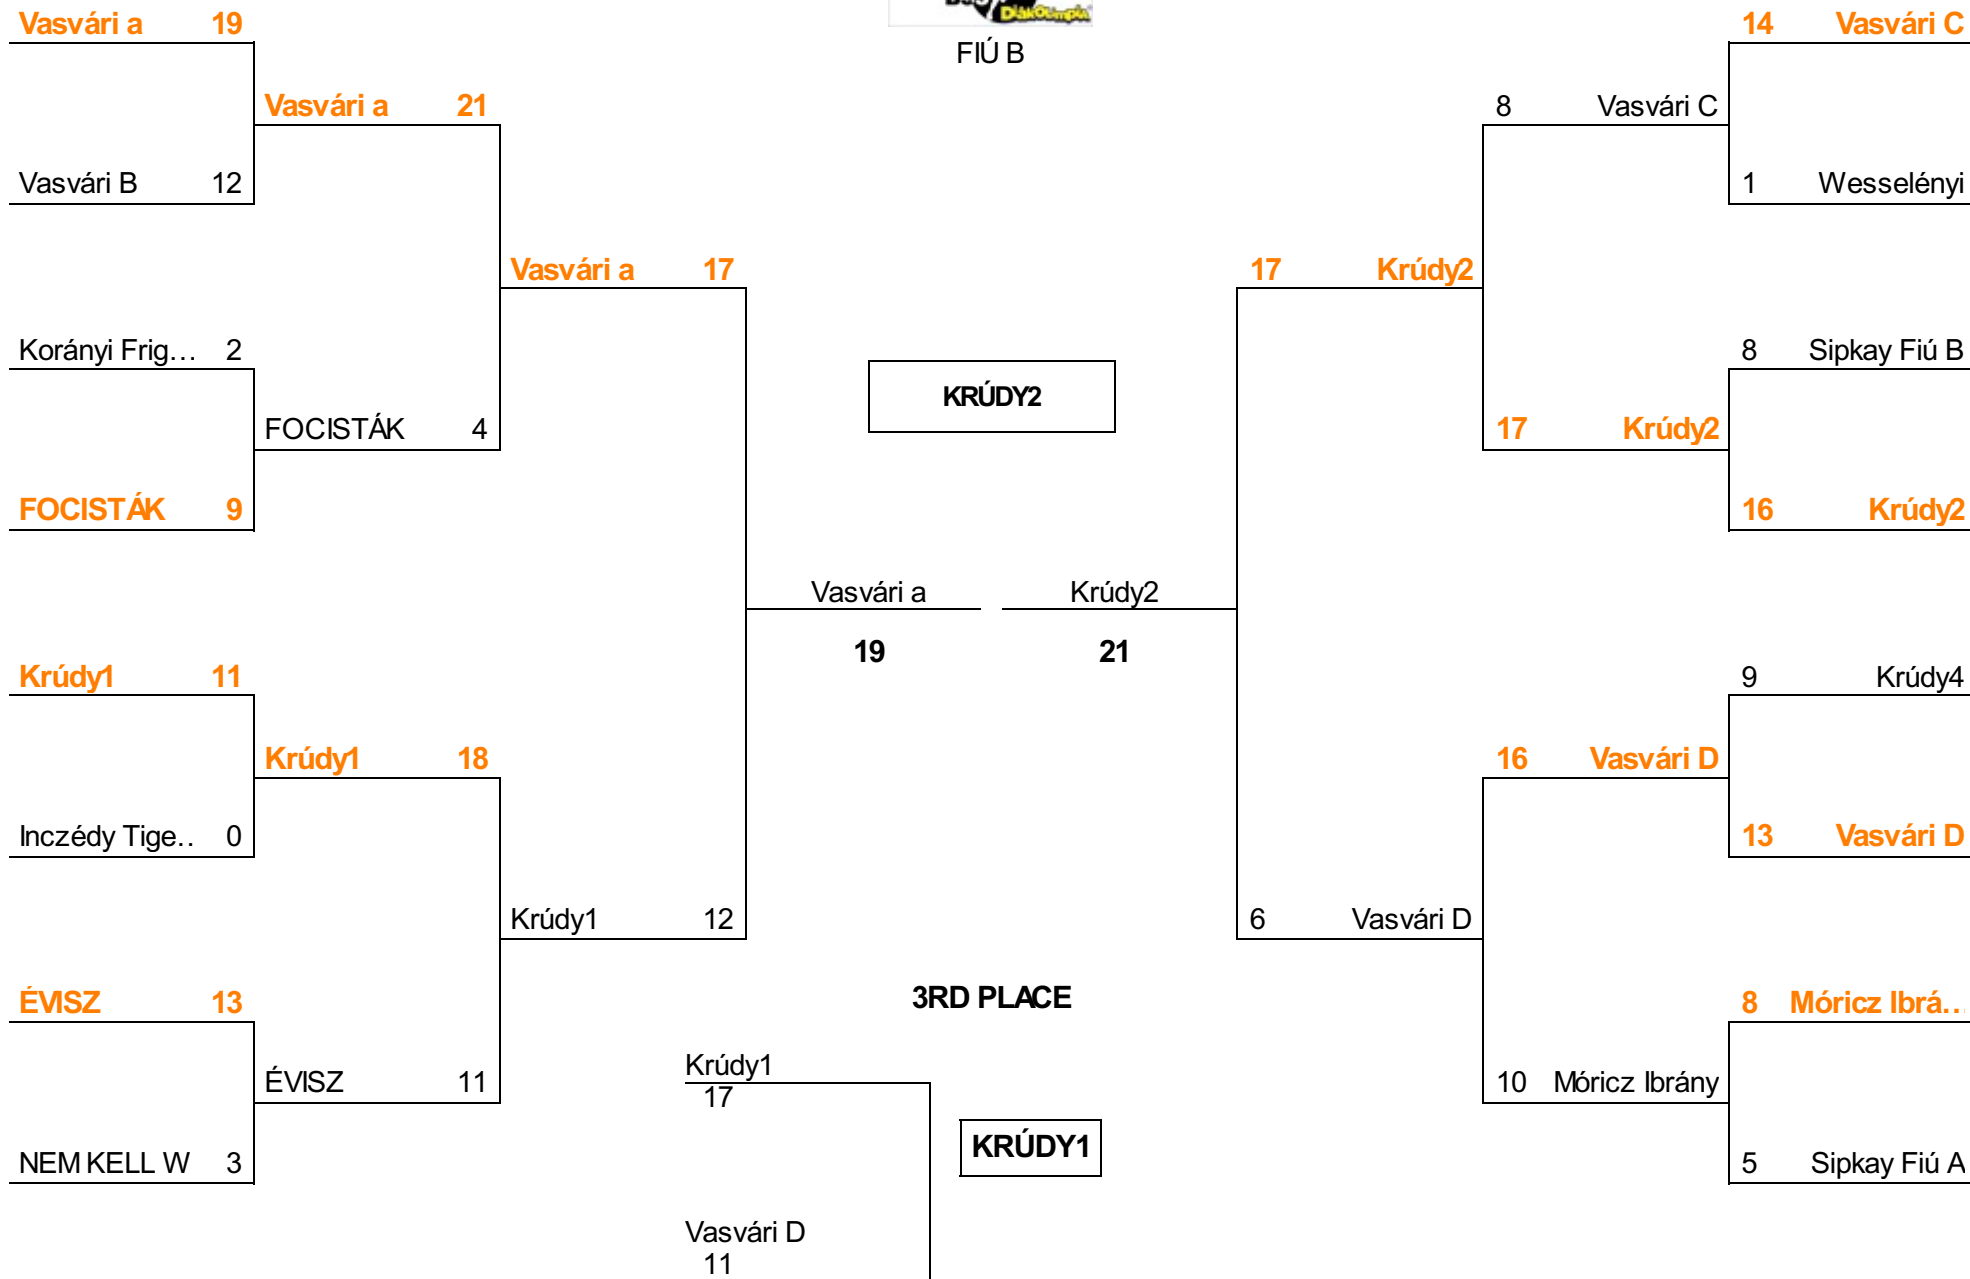 DiákOlimpia
FIÚ B
Vasvári a 19
Vasvári B 12
Korányi Frig... 2
FOCISTÁK 9
Krúdy1 11
Inczédy Tige.. 0
ÉVISZ 13
NEM KELL W 3
Vasvári a 21
FOCISTÁK 4
Krúdy1 18
ÉVISZ 11
Vasvári a 17
Krúdy1 12
KRÚDY2
Vasvári a
19
Krúdy2
21
3RD PLACE
Krúdy1
17
KRÚDY1
Vasvári D
11
17 Krúdy2
6 Vasvári D
8 Vasvári C
17 Krúdy2
16 Vasvári D
10 Móricz Ibrány
14 Vasvári C
1 Wesselényi
8 Sipkay Fiú B
16 Krúdy2
9 Krúdy4
13 Vasvári D
8 Móricz Ibrá...
5 Sipkay Fiú A